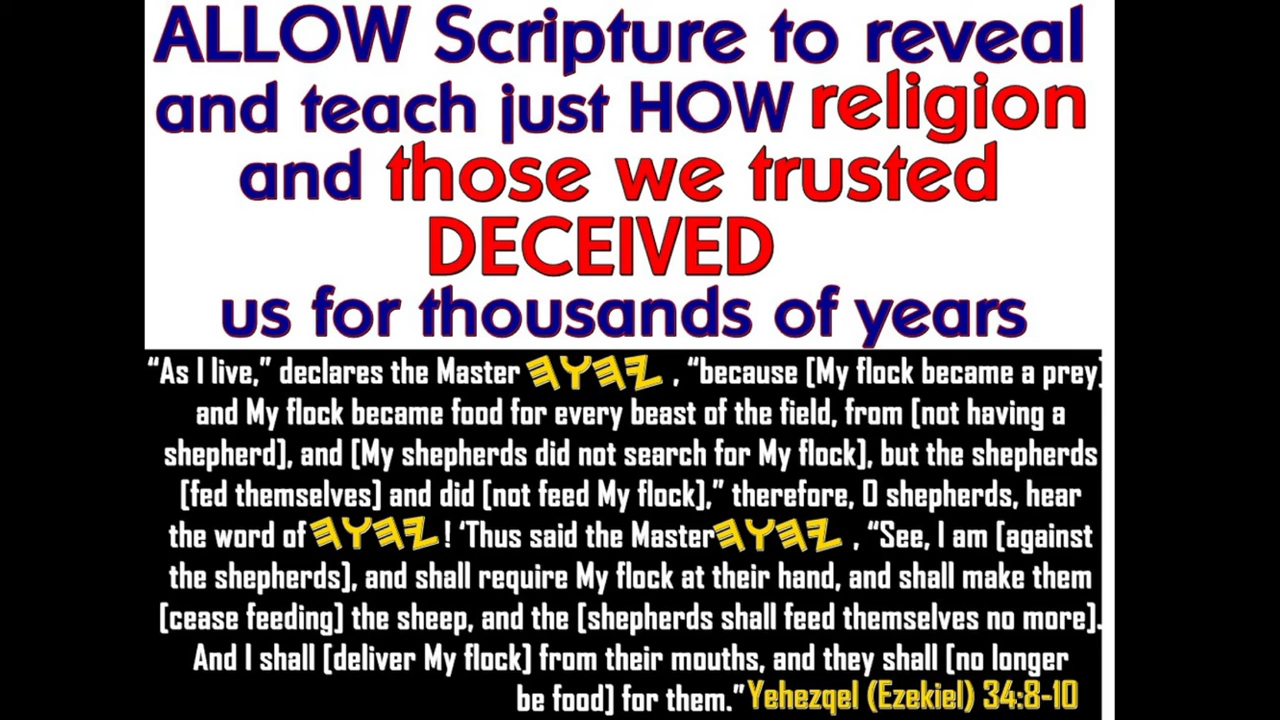 ALLOW Scripture to reveal
and teach just HOW religion
and those we trusted
DECEIVED
us for thousands of years
“As I live,” declares the Master 𐤉𐤄𐤅𐤄 , “because [My flock became a prey]
and My flock became food for every beast of the field, from [not having a
shepherd], and [My shepherds did not search for My flock], but the shepherds
[fed themselves] and did [not feed My flock],” therefore, O shepherds, hear
the word of 𐤉𐤄𐤅𐤄 ! ‘Thus said the Master 𐤉𐤄𐤅𐤄 , “See, I am [against
the shepherds], and shall require My flock at their hand, and shall make them
[cease feeding] the sheep, and the [shepherds shall feed themselves no more].
And I shall [deliver My flock] from their mouths, and they shall [no longer
be food] for them.” Yehezqel (Ezekiel) 34:8-10